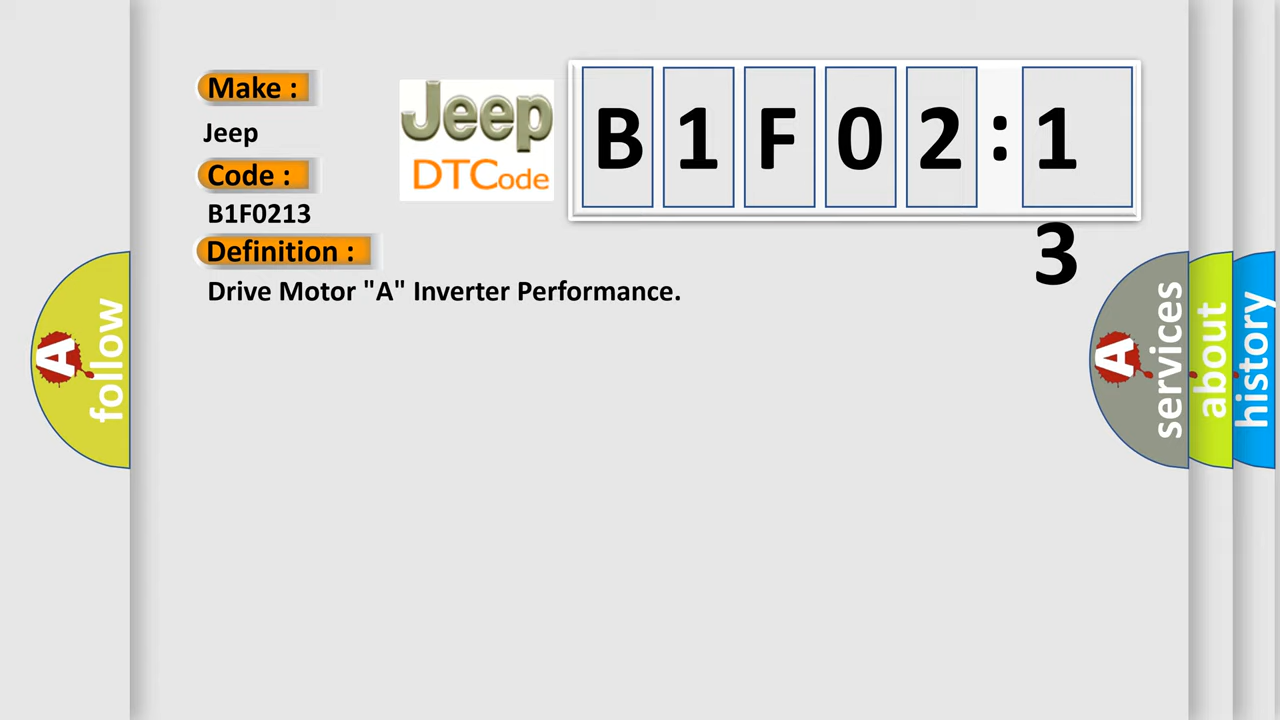 Make :
Jeep
Code :
B1F0213
Definition :
Drive Motor "A" Inverter Performance.
Jeep
DTCode
B1F02:1
3
A follow
A services
about
history